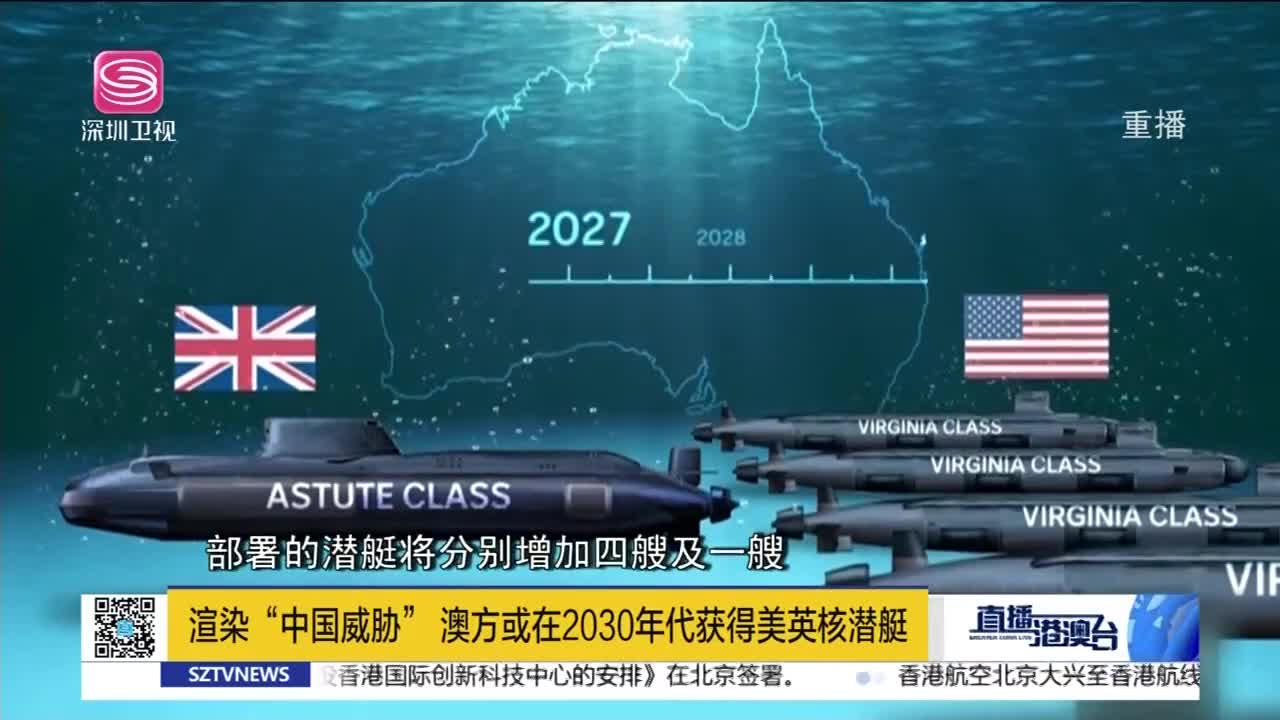 深圳卫视
重播
2027
2028
VIRGINIA CLASS
VIRGINIA CLASS
ASTUTE CLASS
VIRGINIA CLASS
部署的潜艇将分别增加四艘及一艘
渲染“中国威胁” 澳方或在2030年代获得美英核潜艇
直播港澳台
SZTVNEWS
香港国际创新科技中心的安排》在北京签署。 香港航空北京大兴至香港航线